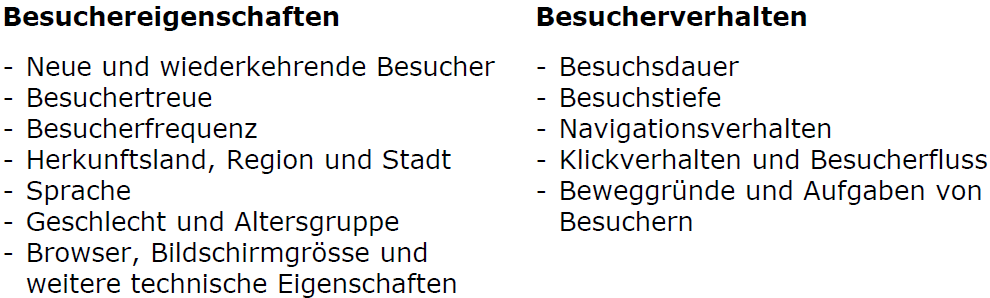 Besuchereigenschaften
- Neue und wiederkehrende Besucher
- Besuchertreue
- Besucherfrequenz
- Herkunftsland, Region und Stadt
- Sprache
- Geschlecht und Altersgruppe
- Browser, Bildschirmgrösse und
weitere technische Eigenschaften
Besucherverhalten
- Besuchsdauer
- Besuchstiefe
- Navigationsverhalten
- Klickverhalten und Besucherfluss
- Beweggründe und Aufgaben von
Besuchern